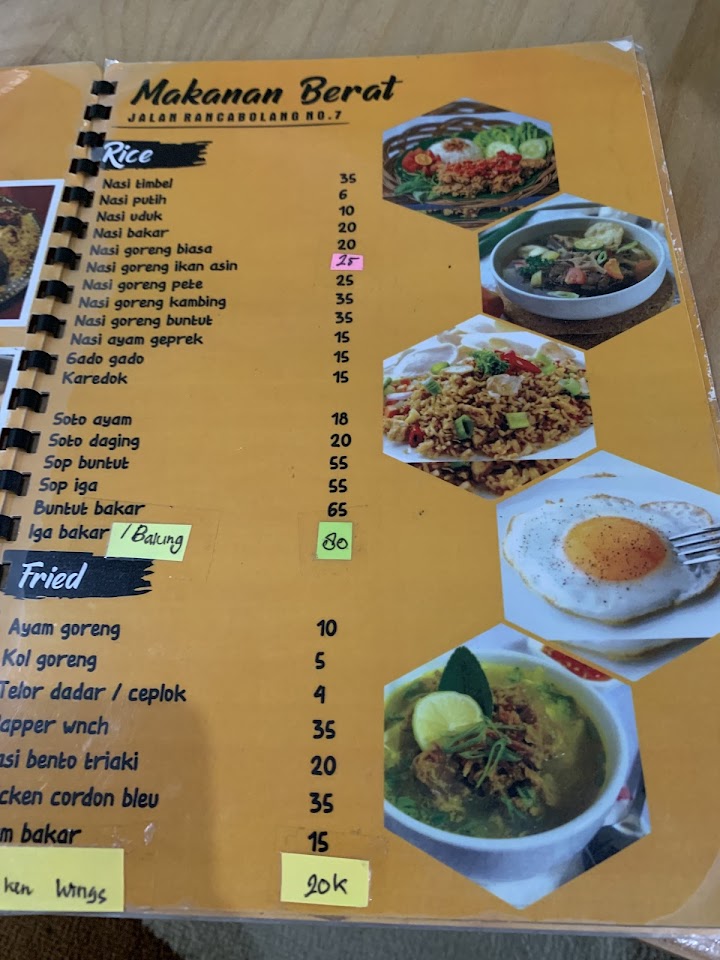 Makanan Berat
JALAN RANCABOLANG NO.7
Rice
Nasi timbel 35
Nasi putih 6
Nasi uduk 10
Nasi bakar 20
Nasi goreng biasa 20
Nasi goreng ikan asin 25
Nasi goreng pete 25
Nasi goreng kambing 35
Nasi goreng buntut 35
Nasi ayam geprek 15
Gado gado 15
Karedok 15
Soto ayam 18
Soto daging 20
Sop buntut 55
Sop iga 55
Buntut bakar 65
Iga bakar / Balung 80
Fried
Ayam goreng 10
Kol goreng 5
Telor dadar / ceplok 4
apper wnch 35
asi bento triaki 20
cken cordon bleu 35
m bakar 15
ken Wings 20K